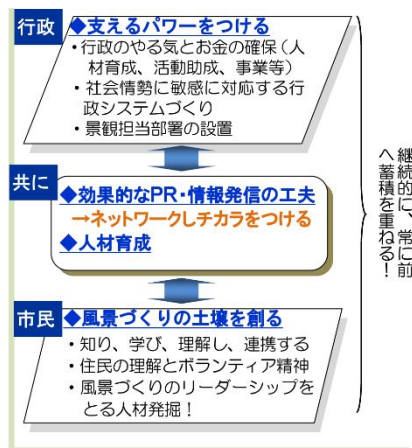 行政
◆支えるパワーをつける
・行政のやる気とお金の確保（人
材育成、活動助成、事業等）
・社会情勢に敏感に対応する行
政システムづくり
・景観担当部署の設置
共に
◆効果的なPR・情報発信の工夫
→ネットワークしチカラをつける
◆人材育成
市民
◆風景づくりの土壌を創る
・知り、学び、理解し、連携する
・住民の理解とボランティア精神
・風景づくりのリーダーシップを
とる人材発掘！
継続的に、常に前
へ蓄積を重ねる！